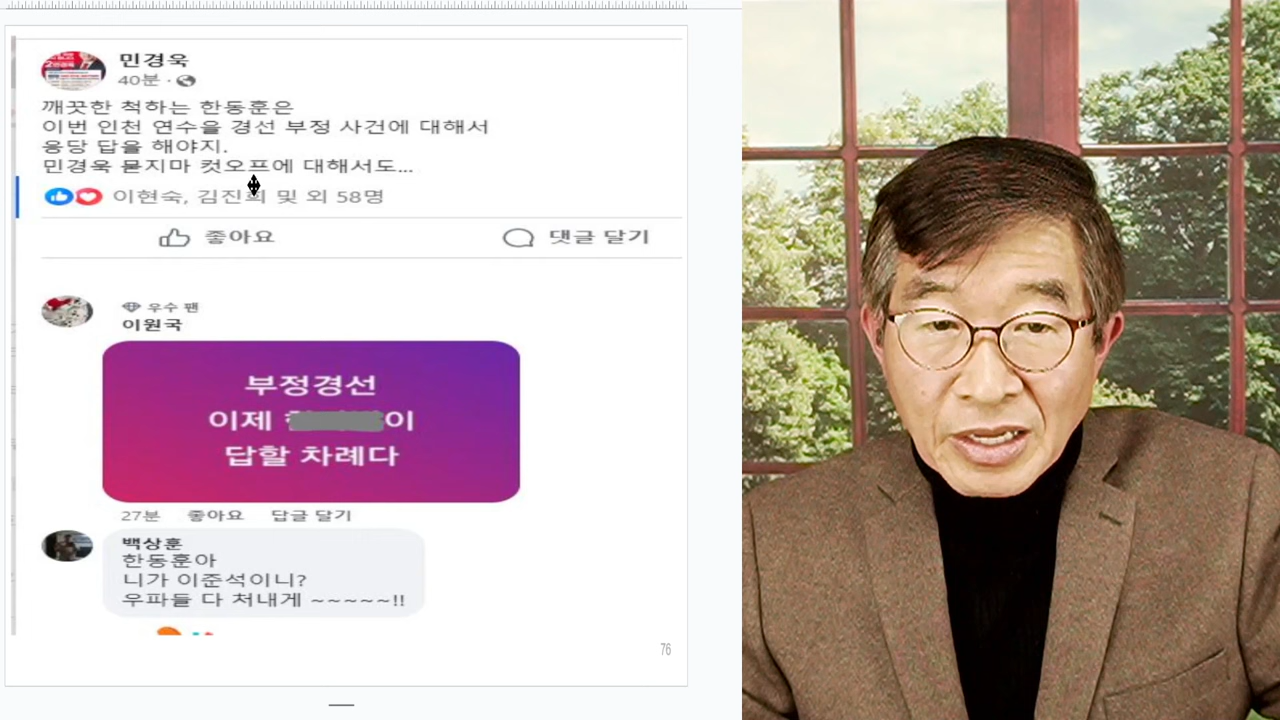 민경욱
40분 ·
깨끗한 척하는 한동훈은
이번 인천 연수을 경선 부정 사건에 대해서
응당 답을 해야지.
민경욱 묻지마 컷오프에 대해서도...
이현숙, 김진희 및 외 58명
좋아요 댓글 달기
우수 팬
이원국
부정경선
이제 이
답할 차례다
27분 좋아요 답글 달기
백상훈
한동훈아
니가 이준석이니?
우파들 다 처내게 ~~~~~!!
76